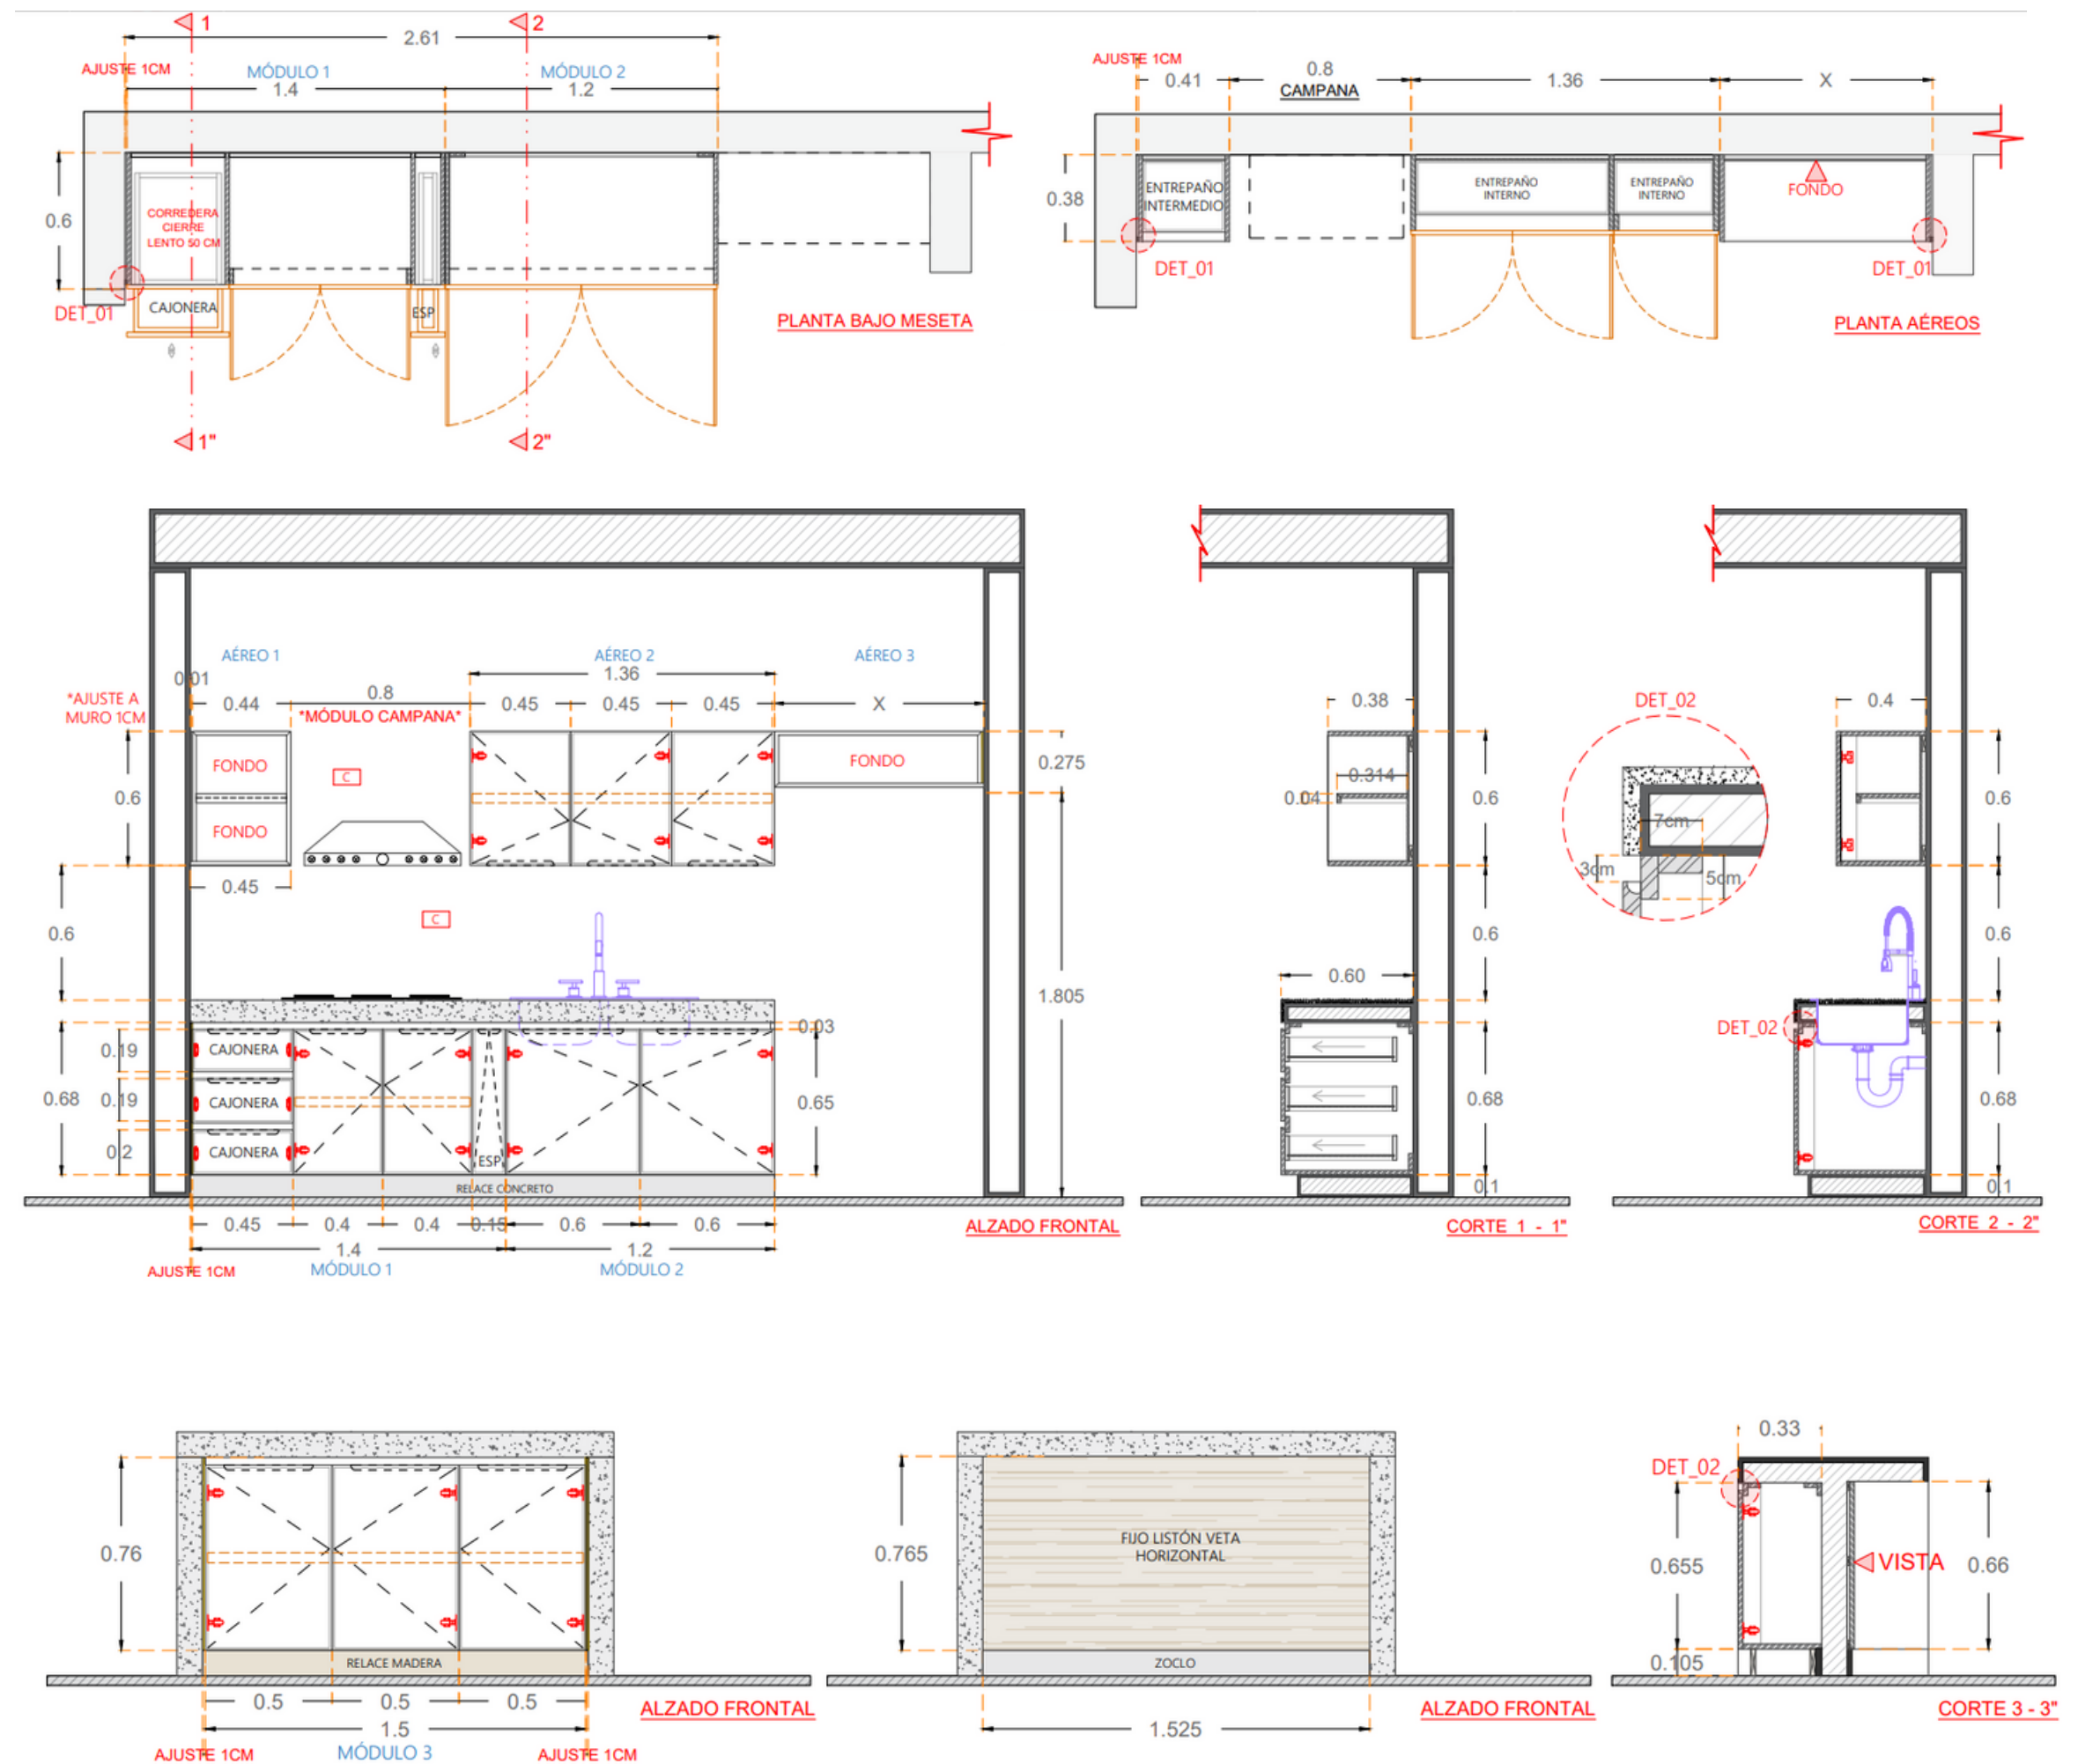 1
2
2.61
AJUSTE 1CM
MÓDULO 1
MÓDULO 2
1.4
1.2
0.6
CORREDERA
CIERRE
LENTO 50 CM
DET_01
CAJONERA
ESP
PLANTA BAJO MESETA
1"
2"
AJUSTE 1CM
0.41
0.8
CAMPANA
1.36
X
0.38
ENTREPAÑO
INTERMEDIO
ENTREPAÑO
INTERNO
ENTREPAÑO
INTERNO
FONDO
DET_01
DET_01
PLANTA AÉREOS
AÉREO 1
AÉREO 2
AÉREO 3
0.01
1.36
*AJUSTE A
MURO 1CM
0.44
0.8
*MÓDULO CAMPANA*
0.45
0.45
0.45
X
FONDO
C
FONDO
0.275
0.6
FONDO
0.45
C
0.6
1.805
0.03
0.19
CAJONERA
0.68
0.19
CAJONERA
0.65
0.2
CAJONERA
ESP
RELACE CONCRETO
0.45
0.4
0.4
0.15
0.6
0.6
ALZADO FRONTAL
1.4
1.2
AJUSTE 1CM
MÓDULO 1
MÓDULO 2
0.38
0.314
0.04
0.6
0.6
0.60
0.68
0.1
CORTE 1 - 1"
DET_02
7cm
3cm
5cm
0.4
0.6
0.6
DET_02
0.68
0.1
CORTE 2 - 2"
0.76
RELACE MADERA
0.5
0.5
0.5
ALZADO FRONTAL
1.5
AJUSTE 1CM
MÓDULO 3
AJUSTE 1CM
0.765
FIJO LISTÓN VETA
HORIZONTAL
ZOCLO
ALZADO FRONTAL
1.525
0.33
DET_02
0.655
VISTA
0.66
0.105
CORTE 3 - 3"